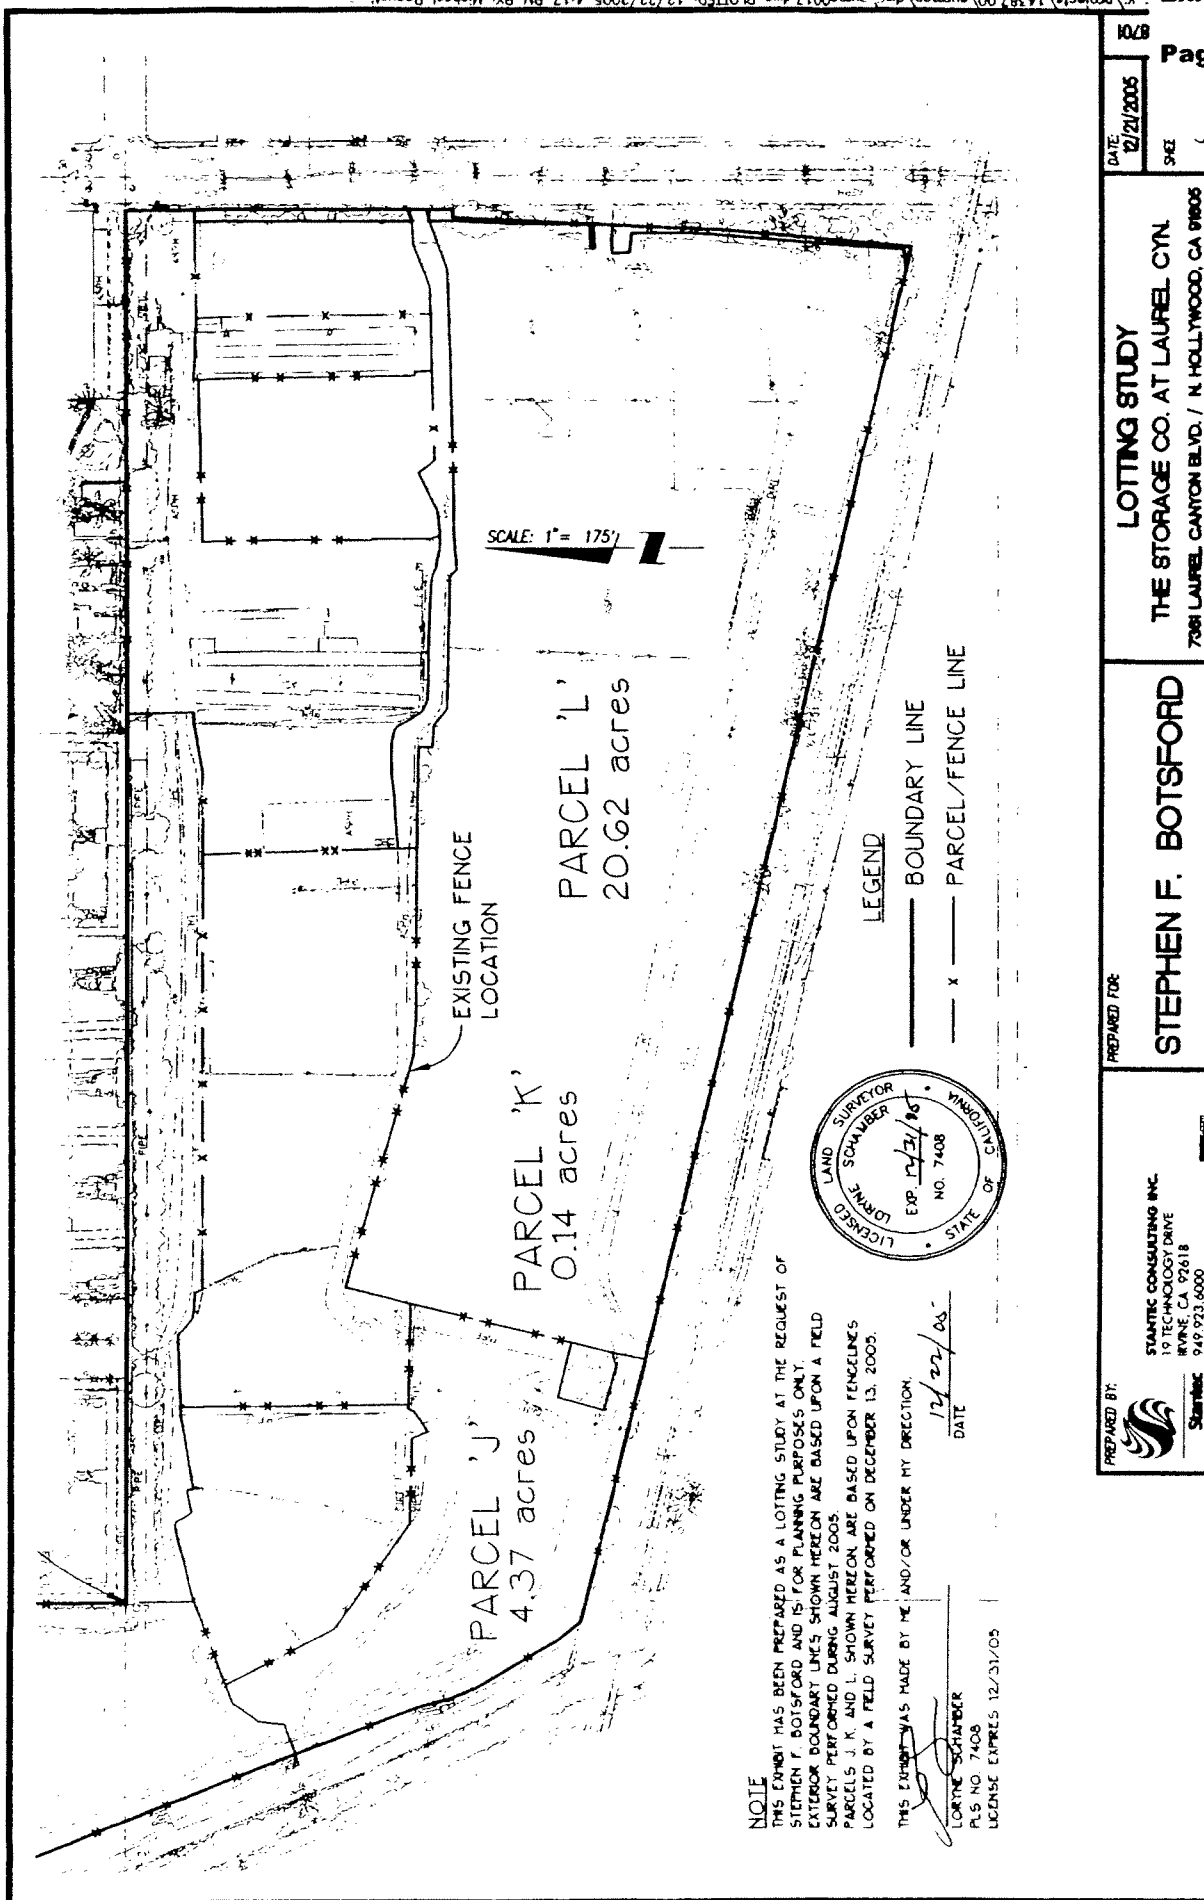 PARCEL 'J'
4.37 acres
PARCEL 'K'
0.14 acres
PARCEL 'L'
20.62 acres
EXISTING FENCE
LOCATION
SCALE: 1" = 175'
LEGEND
BOUNDARY LINE
x PARCEL/FENCE LINE
NOTE
THIS EXHIBIT HAS BEEN PREPARED AS A LOTTING STUDY AT THE REQUEST OF
STEPHEN F. BOTSFORD AND IS FOR PLANNING PURPOSES ONLY.
EXTERIOR BOUNDARY LINES SHOWN HEREON ARE BASED UPON A FIELD
SURVEY PERFORMED DURING AUGUST 2005.
PARCELS J, K AND L SHOWN HEREON ARE BASED UPON FENCELINES
LOCATED BY A FIELD SURVEY PERFORMED ON DECEMBER 13, 2005.
THIS EXHIBIT WAS MADE BY ME AND/OR UNDER MY DIRECTION.
12/22/05
DATE
LORYNE SCHAMBER
PLS NO. 7408
LICENSE EXPIRES 12/31/05
LICENSED LAND SURVEYOR
LORYNE SCHAMBER
EXP. 12/31/05
NO. 7408
STATE OF CALIFORNIA
PREPARED BY:
Stantec
STANTEC CONSULTING INC.
19 TECHNOLOGY DRIVE
IRVINE, CA 92618
949.923.6000
PREPARED FOR:
STEPHEN F. BOTSFORD
LOTTING STUDY
THE STORAGE CO. AT LAUREL CYN.
7081 LAUREL CANYON BLVD. / N. HOLLYWOOD, CA 91605
DATE:
12/21/2005